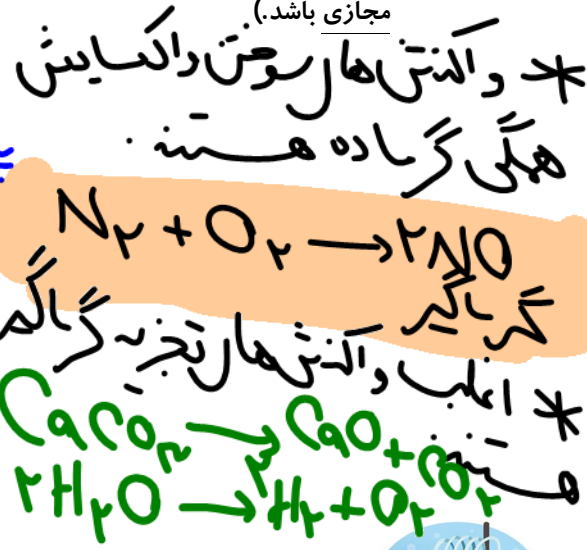 مجازی باشد.)
* واکنش‌های سوختن و اکسایش
همگی گرماده هستند.
N۲ + O۲ → ۲NO
گرماگیر
* اغلب واکنش‌های تجزیه گرماگیر
هستند
CaCO۳ → CaO + CO۲
۲H۲O → ۲H۲ + O۲